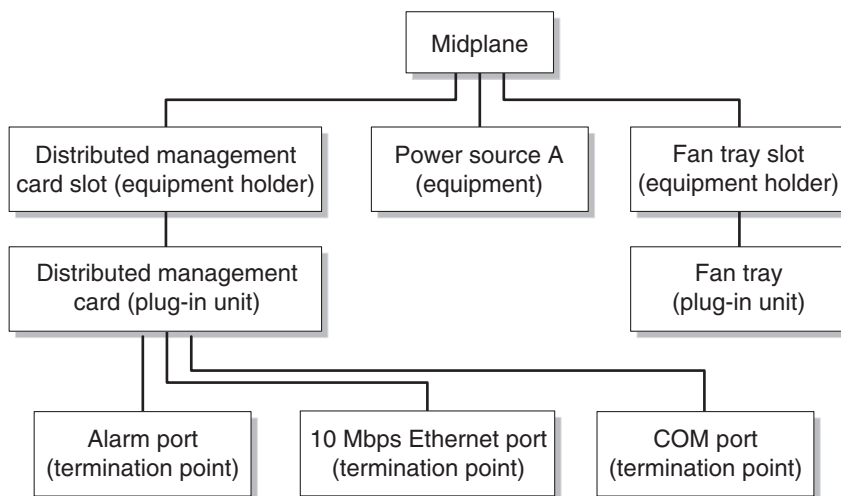 Midplane
Distributed management
card slot (equipment holder)
Power source A
(equipment)
Fan tray slot
(equipment holder)
Distributed management
card (plug-in unit)
Fan tray
(plug-in unit)
Alarm port
(termination point)
10 Mbps Ethernet port
(termination point)
COM port
(termination point)